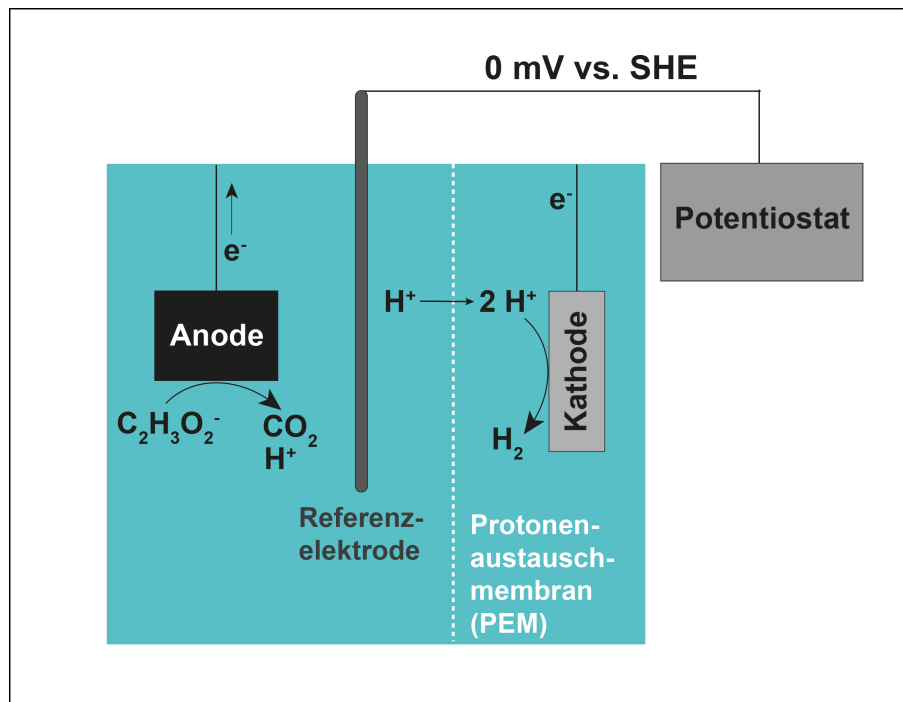 0 mV vs. SHE
Potentiostat
e⁻
e⁻
Anode
H⁺
2 H⁺
Kathode
C₂H₃O₂⁻
CO₂
H⁺
H₂
Referenz-
elektrode
Protonen-
austausch-
membran
(PEM)